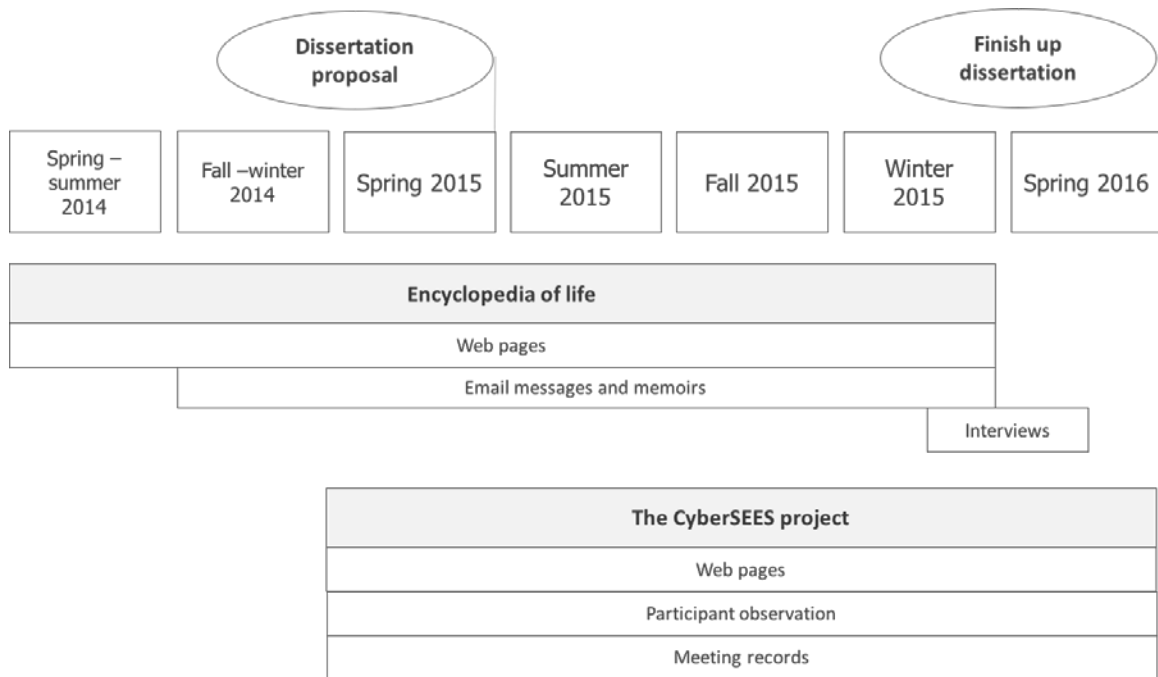 Dissertation
proposal
Finish up
dissertation
Spring –
summer
2014
Fall –winter
2014
Spring 2015
Summer
2015
Fall 2015
Winter
2015
Spring 2016
Encyclopedia of life
Web pages
Email messages and memoirs
Interviews
The CyberSEES project
Web pages
Participant observation
Meeting records